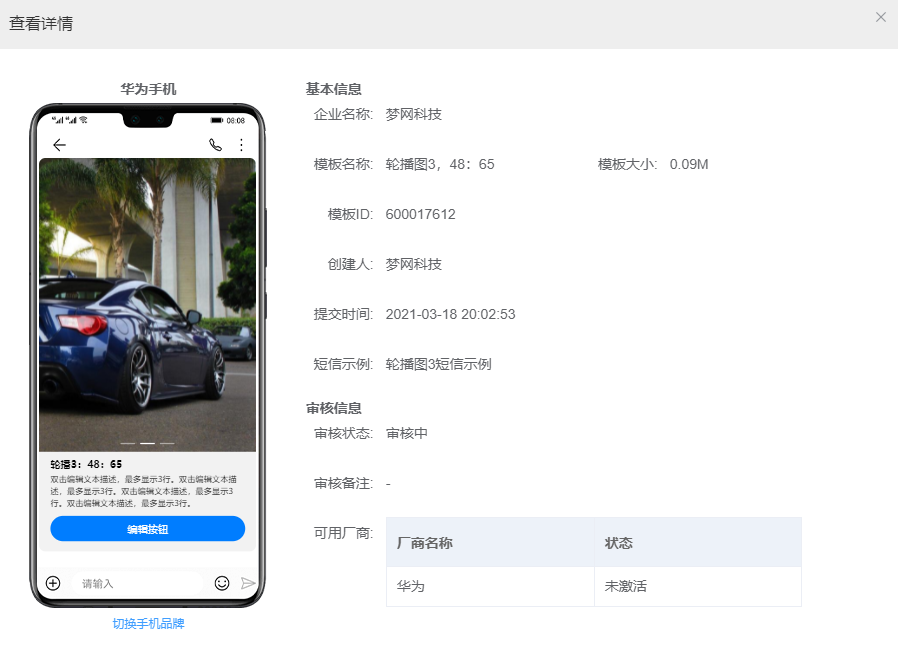 查看详情
华为手机
08:08
轮播3：48：65
双击编辑文本描述，最多显示3行。双击编辑文本描
述，最多显示3行。双击编辑文本描述，最多显示3
行。双击编辑文本描述，最多显示3行。
编辑按钮
请输入
切换手机品牌
基本信息
企业名称: 梦网科技
模板名称: 轮播图3，48：65 模板大小: 0.09M
模板ID: 600017612
创建人: 梦网科技
提交时间: 2021-03-18 20:02:53
短信示例: 轮播图3短信示例
审核信息
审核状态: 审核中
审核备注: -
可用厂商:
厂商名称 状态
华为 未激活